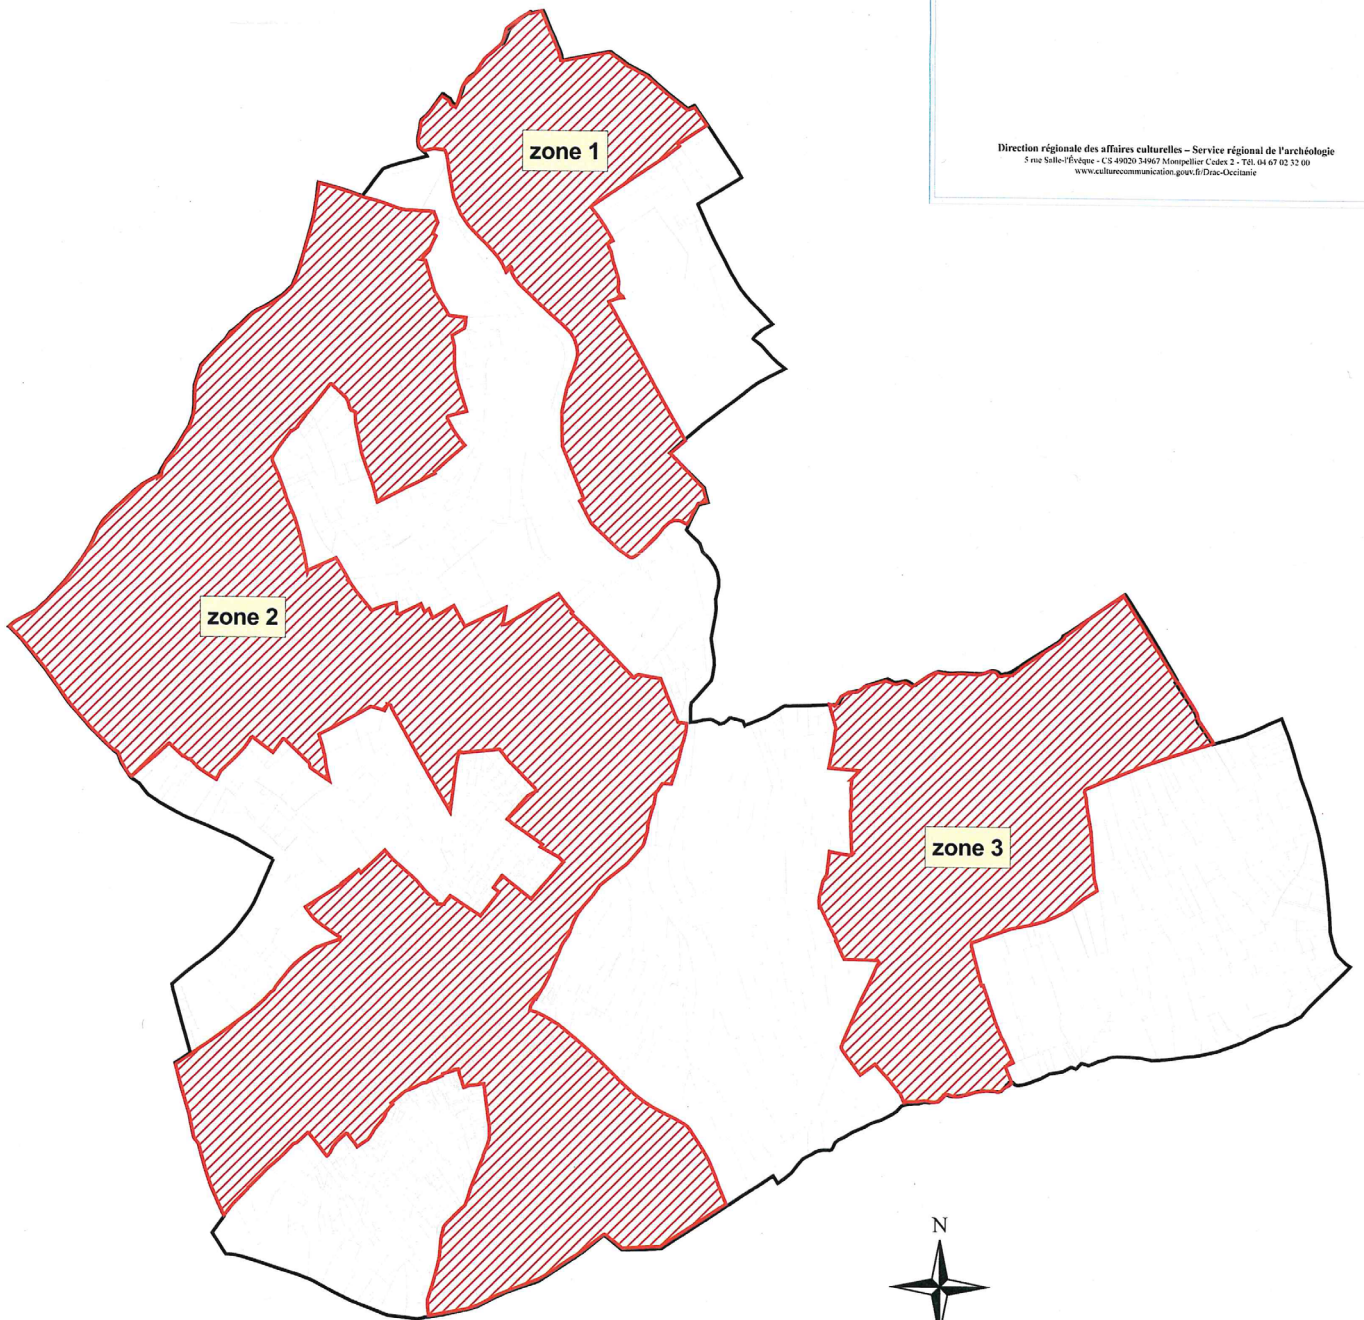 Direction régionale des affaires culturelles – Service régional de l'archéologie
5 rue Salle-l'Évêque - CS 49020 34967 Montpellier Cedex 2 - Tél. 04 67 02 32 00
www.culturecommunication.gouv.fr/Drac-Occitanie
zone 1
zone 2
zone 3
N